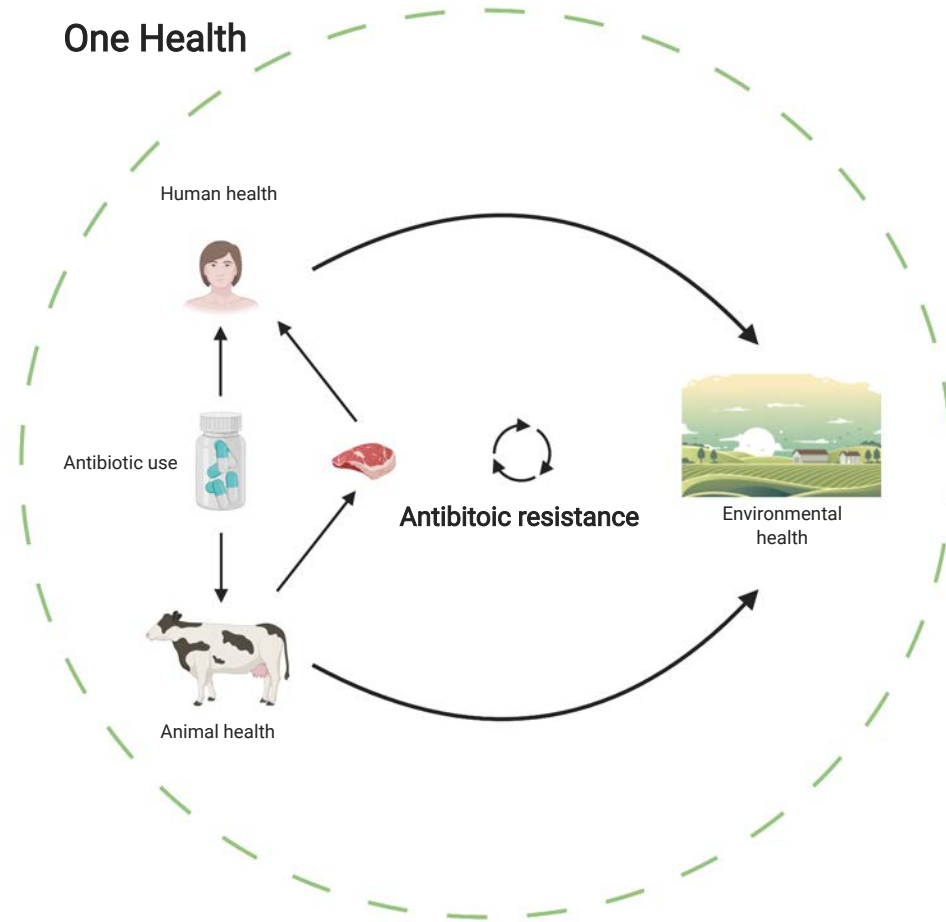 One Health
Human health
Antibiotic use
Antibitoic resistance
Environmental
health
Animal health